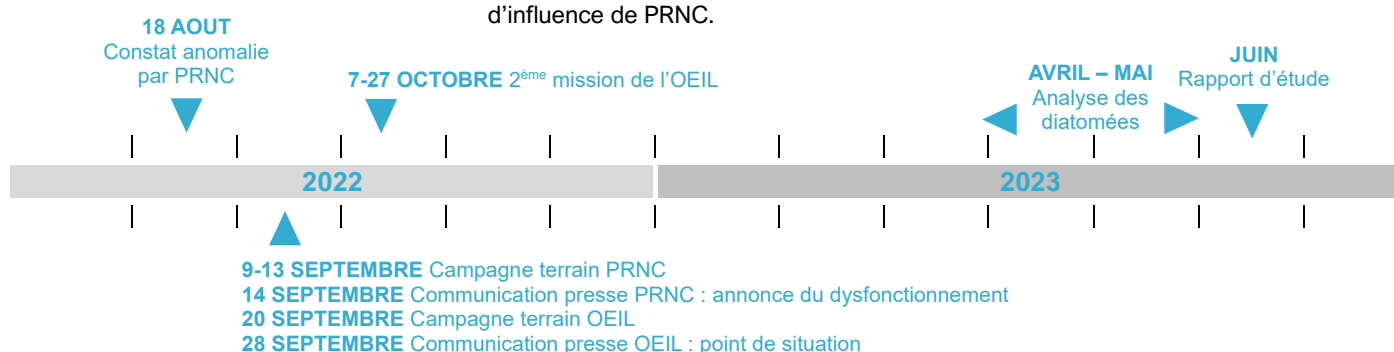 d’influence de PRNC.
18 AOUT
Constat anomalie
par PRNC
7-27 OCTOBRE 2ème mission de l’OEIL
AVRIL – MAI
Analyse des
diatomées
JUIN
Rapport d’étude
2022
2023
9-13 SEPTEMBRE Campagne terrain PRNC
14 SEPTEMBRE Communication presse PRNC : annonce du dysfonctionnement
20 SEPTEMBRE Campagne terrain OEIL
28 SEPTEMBRE Communication presse OEIL : point de situation